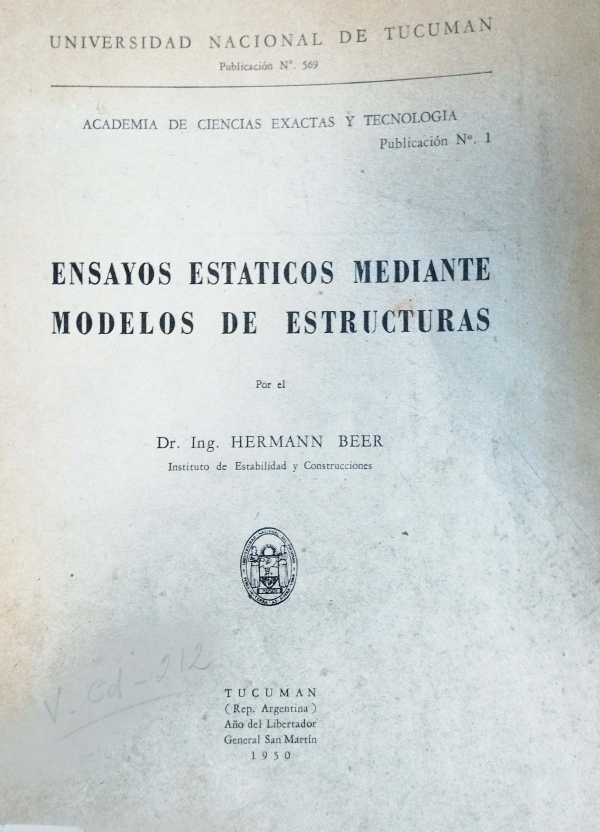 UNIVERSIDAD NACIONAL DE TUCUMAN
Publicación N°. 569
ACADEMIA DE CIENCIAS EXACTAS Y TECNOLOGIA
Publicación Nº. 1
ENSAYOS ESTATICOS MEDIANTE
MODELOS DE ESTRUCTURAS
Por el
Dr. Ing. HERMANN BEER
Instituto de Estabilidad y Construcciones
V-Cd-212
TUCUMAN
(Rep. Argentina)
Año del Libertador
General San Martín
1950